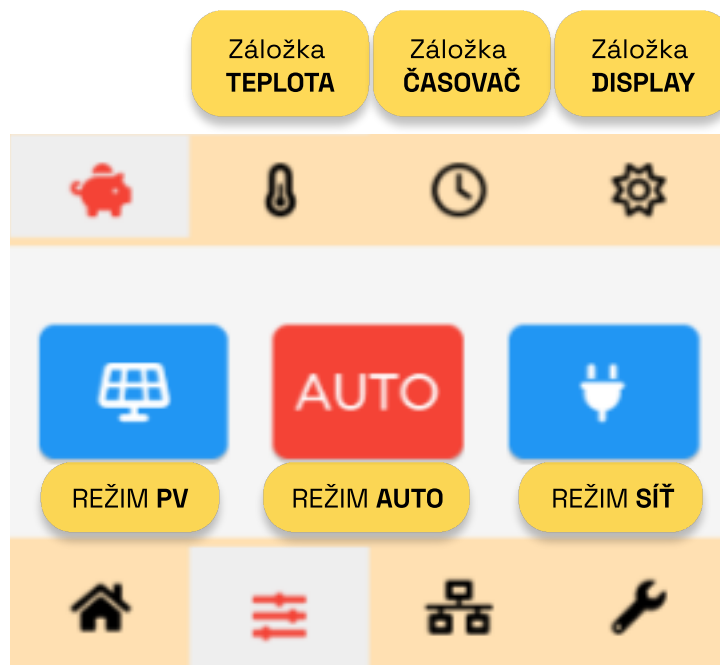 Záložka
TEPLOTA
Záložka
ČASOVAČ
Záložka
DISPLAY
AUTO
REŽIM PV
REŽIM AUTO
REŽIM SÍŤ